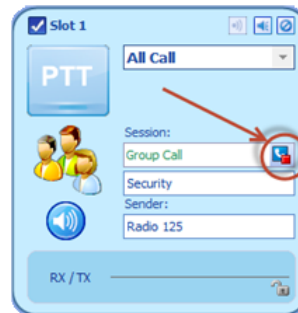 Slot 1
PTT
All Call
Session:
Group Call
Security
Sender:
Radio 125
RX / TX